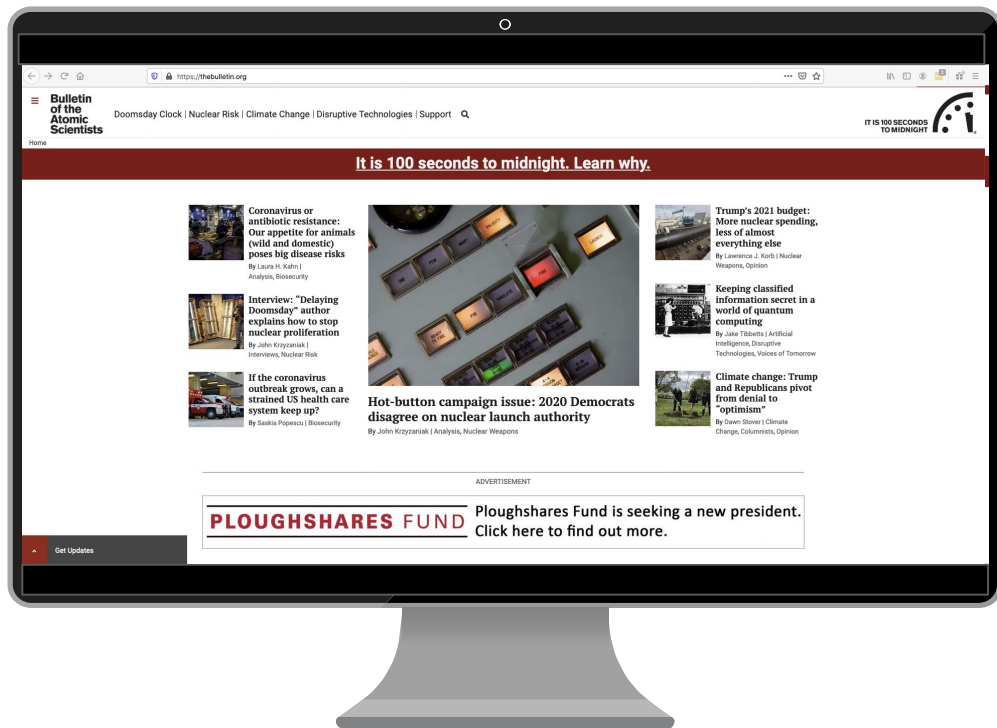 https://thebulletin.org
Bulletin
of the
Atomic
Scientists
Doomsday Clock | Nuclear Risk | Climate Change | Disruptive Technologies | Support
IT IS 100 SECONDS
TO MIDNIGHT
Home
It is 100 seconds to midnight. Learn why.
Coronavirus or
antibiotic resistance:
Our appetite for animals
(wild and domestic)
poses big disease risks
By Laura H. Kahn |
Analysis, Biosecurity
Interview: “Delaying
Doomsday” author
explains how to stop
nuclear proliferation
By John Krzyzaniak |
Interviews, Nuclear Risk
If the coronavirus
outbreak grows, can a
strained US health care
system keep up?
By Saskia Popescu | Biosecurity
LAUNCH
FIRE
READY
TO FIRE
Hot-button campaign issue: 2020 Democrats
disagree on nuclear launch authority
By John Krzyzaniak | Analysis, Nuclear Weapons
Trump’s 2021 budget:
More nuclear spending,
less of almost
everything else
By Lawrence J. Korb | Nuclear
Weapons, Opinion
Keeping classified
information secret in a
world of quantum
computing
By Jake Tibbetts | Artificial
Intelligence, Disruptive
Technologies, Voices of Tomorrow
Climate change: Trump
and Republicans pivot
from denial to
“optimism”
By Dawn Stover | Climate
Change, Columnists, Opinion
ADVERTISEMENT
PLOUGHSHARES FUND
Ploughshares Fund is seeking a new president.
Click here to find out more.
Get Updates